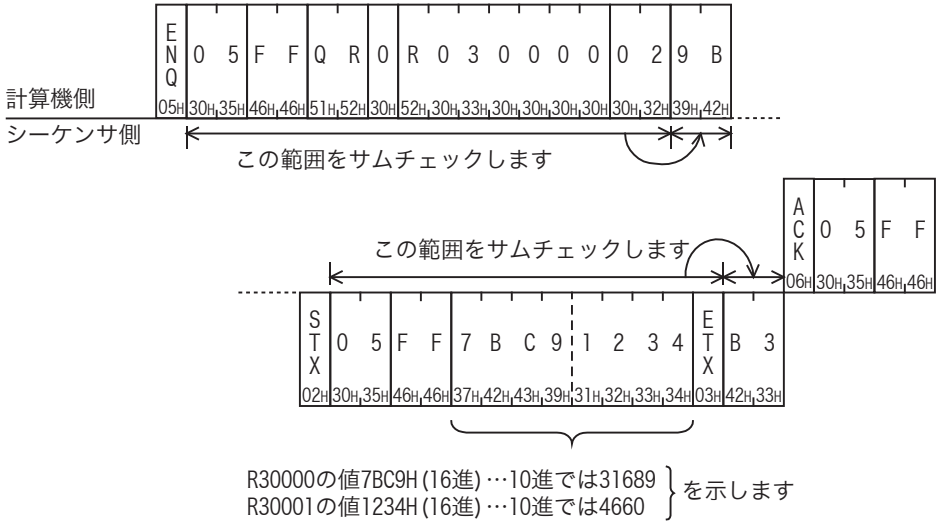 E
N
Q
0 5 F F Q R 0 R 0 3 0 0 0 0 0 2 9 B
05H 30H,35H 46H,46H 51H,52H 30H 52H,30H,33H,30H,30H,30H,30H 30H,32H 39H,42H
計算機側
シーケンサ側
この範囲をサムチェックします
A
C
K
0 5 F F
06H 30H,35H 46H,46H
この範囲をサムチェックします
S
T
X
0 5 F F 7 B C 9 1 2 3 4
E
T
X
B 3
02H 30H,35H 46H,46H 37H,42H,43H,39H,31H,32H,33H,34H 03H 42H,33H
R30000の値7BC9H (16進) …10進では31689
R30001の値1234H (16進) …10進では4660
を示します